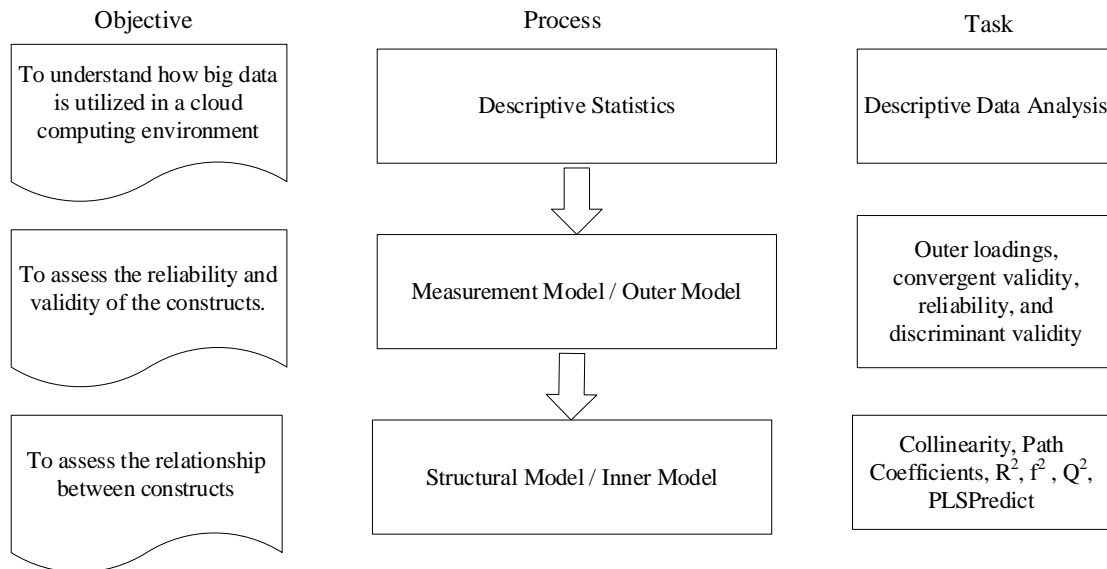 Objective
Process
Task
To understand how big data
is utilized in a cloud
computing environment
Descriptive Statistics
Descriptive Data Analysis
To assess the reliability and
validity of the constructs.
Measurement Model / Outer Model
Outer loadings,
convergent validity,
reliability, and
discriminant validity
To assess the relationship
between constructs
Structural Model / Inner Model
Collinearity, Path
Coefficients, R², f² , Q²,
PLSPredict